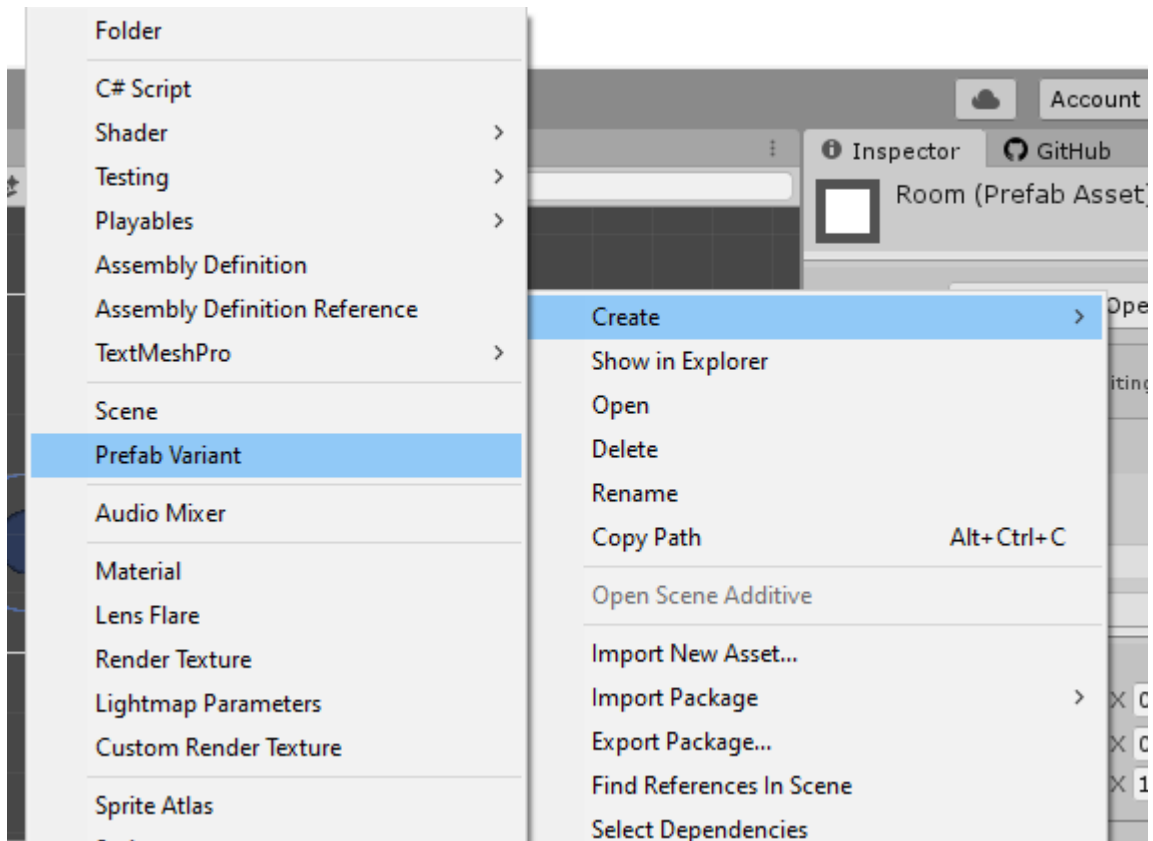 Folder
C# Script
Shader
Testing
Playables
Assembly Definition
Assembly Definition Reference
TextMeshPro
Scene
Prefab Variant
Audio Mixer
Material
Lens Flare
Render Texture
Lightmap Parameters
Custom Render Texture
Sprite Atlas
Create
Show in Explorer
Open
Delete
Rename
Copy Path Alt+Ctrl+C
Open Scene Additive
Import New Asset...
Import Package
Export Package...
Find References In Scene
Select Dependencies
Account
Inspector GitHub
Room (Prefab Asset)
X
X
X 1